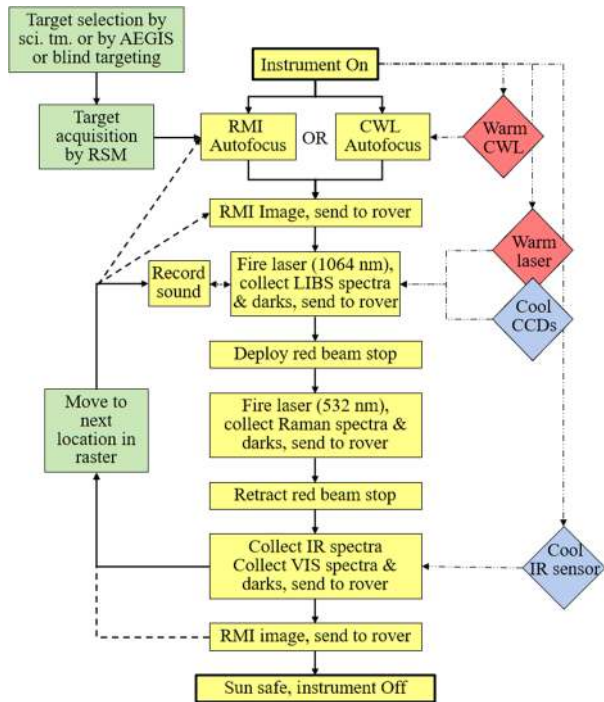 Target selection by
sci. tm. or by AEGIS
or blind targeting
Instrument On
Target
acquisition
by RSM
RMI
Autofocus
OR
CWL
Autofocus
Warm
CWL
RMI Image, send to rover
Record
sound
Fire laser (1064 nm),
collect LIBS spectra
& darks, send to rover
Warm
laser
Cool
CCDs
Deploy red beam stop
Move to
next
location in
raster
Fire laser (532 nm),
collect Raman spectra &
darks, send to rover
Retract red beam stop
Collect IR spectra
Collect VIS spectra &
darks, send to rover
Cool
IR sensor
RMI image, send to rover
Sun safe, instrument Off